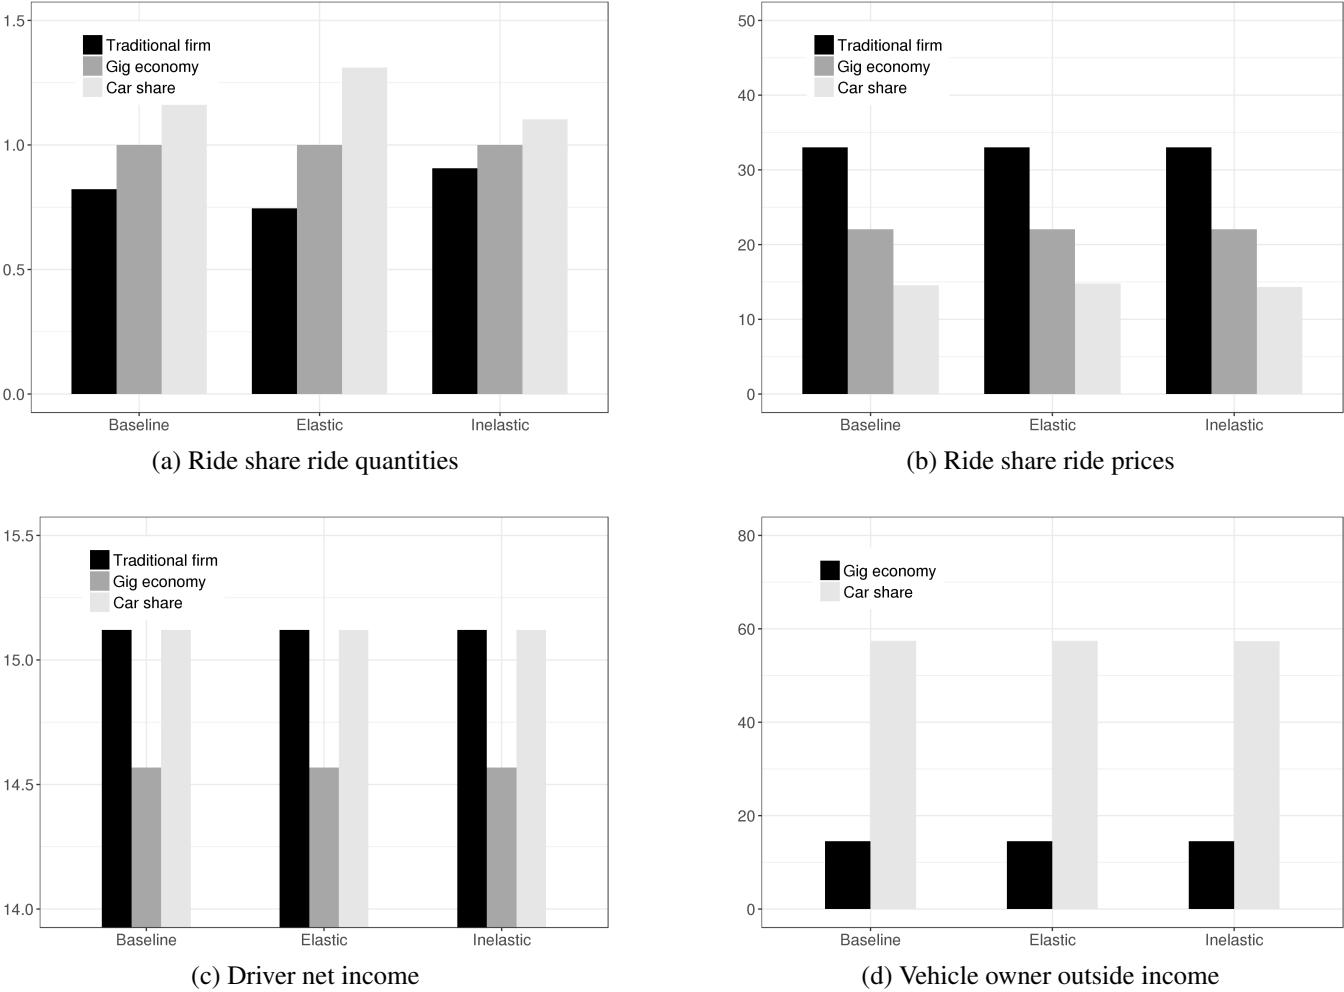 1.5
1.0
0.5
0.0
Traditional firm
Gig economy
Car share
Baseline
Elastic
Inelastic
(a) Ride share ride quantities
50
40
30
20
10
0
Traditional firm
Gig economy
Car share
Baseline
Elastic
Inelastic
(b) Ride share ride prices
15.5
15.0
14.5
14.0
Traditional firm
Gig economy
Car share
Baseline
Elastic
Inelastic
(c) Driver net income
80
60
40
20
0
Gig economy
Car share
Baseline
Elastic
Inelastic
(d) Vehicle owner outside income